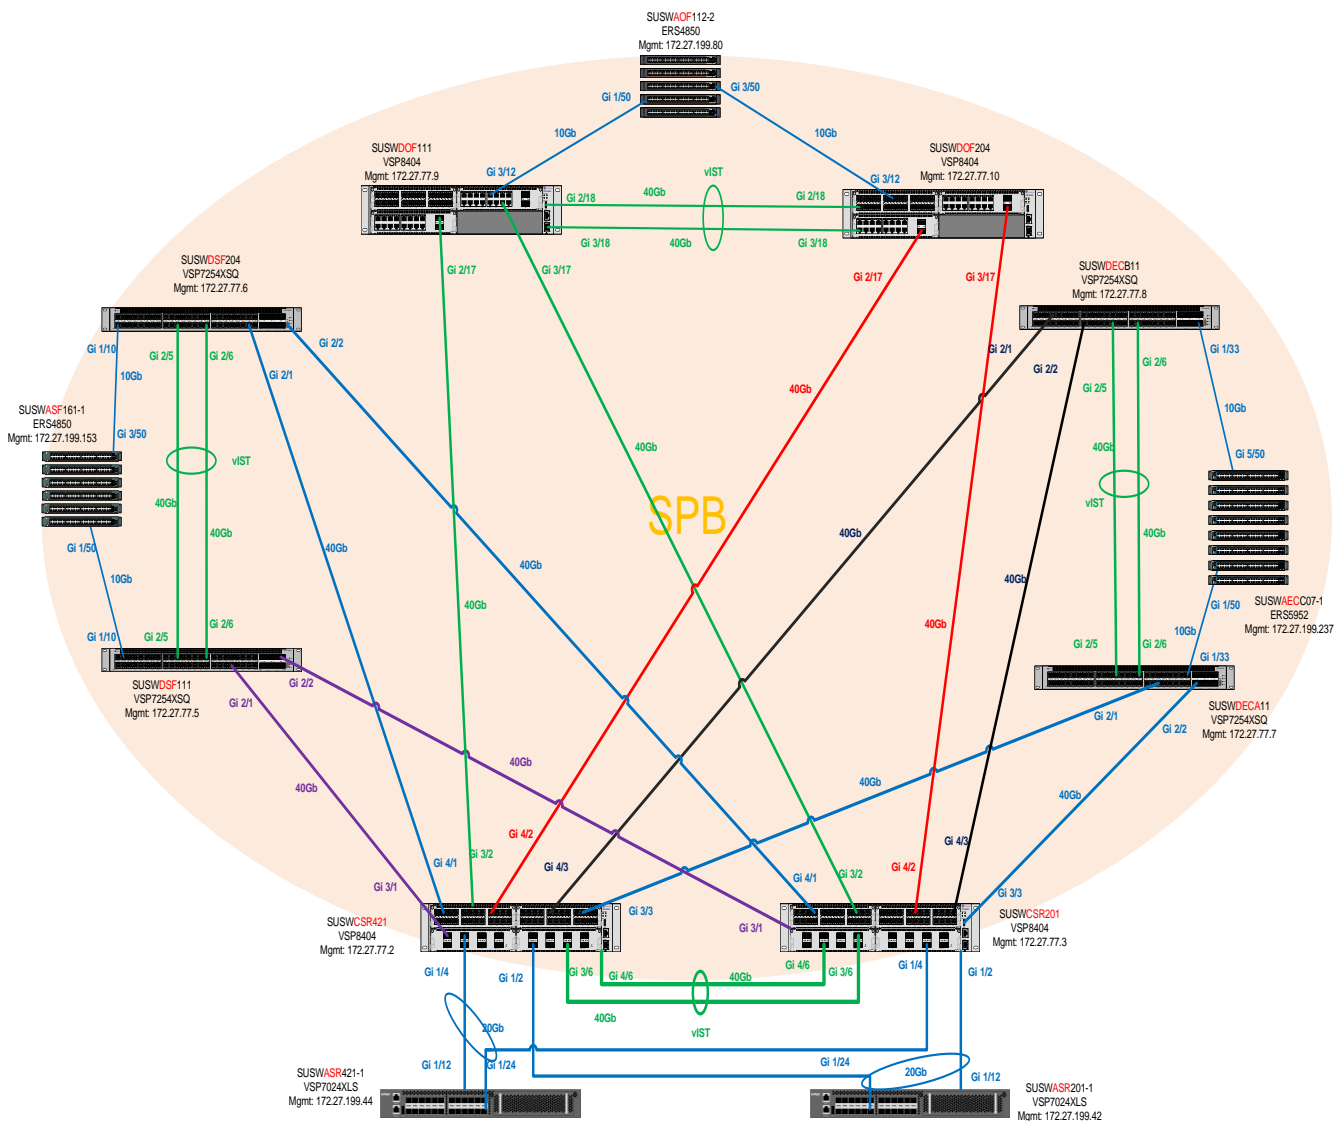 SUSWAOF112-2
ERS4850
Mgmt: 172.27.199.80
Gi 1/50
Gi 3/50
10Gb
10Gb
SUSWDOF111
VSP8404
Mgmt: 172.27.77.9
SUSWDOF204
VSP8404
Mgmt: 172.27.77.10
Gi 3/12
Gi 3/12
vIST
Gi 2/18
40Gb
Gi 2/18
Gi 3/18
40Gb
Gi 3/18
Gi 2/17
Gi 3/17
Gi 2/17
Gi 3/17
SUSWDSF204
VSP7254XSQ
Mgmt: 172.27.77.6
SUSWDECB11
VSP7254XSQ
Mgmt: 172.27.77.8
Gi 1/10
Gi 2/5
Gi 2/6
Gi 2/1
Gi 2/2
Gi 2/1
Gi 2/2
Gi 2/5
Gi 2/6
Gi 1/33
10Gb
40Gb
10Gb
SUSWASF161-1
ERS4850
Mgmt: 172.27.199.153
Gi 3/50
vIST
40Gb
40Gb
Gi 5/50
vIST
40Gb
40Gb
SPB
40Gb
40Gb
Gi 1/50
10Gb
40Gb
40Gb
40Gb
40Gb
40Gb
40Gb
Gi 1/50
SUSWAECC07-1
ERS5952
Mgmt: 172.27.199.237
10Gb
Gi 1/10
Gi 2/5
Gi 2/6
Gi 2/5
Gi 2/6
Gi 1/33
SUSWDSF111
VSP7254XSQ
Mgmt: 172.27.77.5
Gi 2/1
Gi 2/2
SUSWDECA11
VSP7254XSQ
Mgmt: 172.27.77.7
Gi 2/1
Gi 2/2
40Gb
40Gb
40Gb
40Gb
Gi 4/1
Gi 3/2
Gi 4/2
Gi 4/3
Gi 4/1
Gi 3/2
Gi 4/2
Gi 4/3
Gi 3/1
Gi 3/3
Gi 3/1
Gi 3/3
SUSWCSR421
VSP8404
Mgmt: 172.27.77.2
SUSWCSR201
VSP8404
Mgmt: 172.27.77.3
Gi 1/4
Gi 1/2
Gi 3/6
Gi 4/6
40Gb
Gi 4/6
Gi 3/6
Gi 1/4
Gi 1/2
40Gb
vIST
20Gb
Gi 1/12
Gi 1/24
Gi 1/24
20Gb
Gi 1/12
SUSWASR421-1
VSP7024XLS
Mgmt: 172.27.199.44
SUSWASR201-1
VSP7024XLS
Mgmt: 172.27.199.42